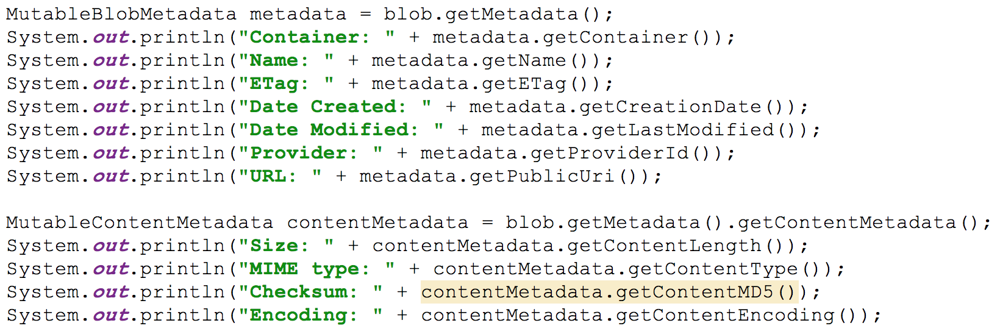 MutableBlobMetadata metadata = blob.getMetadata();
System.out.println("Container: " + metadata.getContainer());
System.out.println("Name: " + metadata.getName());
System.out.println("ETag: " + metadata.getETag());
System.out.println("Date Created: " + metadata.getCreationDate());
System.out.println("Date Modified: " + metadata.getLastModified());
System.out.println("Provider: " + metadata.getProviderId());
System.out.println("URL: " + metadata.getPublicUri());

MutableContentMetadata contentMetadata = blob.getMetadata().getContentMetadata();
System.out.println("Size: " + contentMetadata.getContentLength());
System.out.println("MIME type: " + contentMetadata.getContentType());
System.out.println("Checksum: " + contentMetadata.getContentMD5());
System.out.println("Encoding: " + contentMetadata.getContentEncoding());